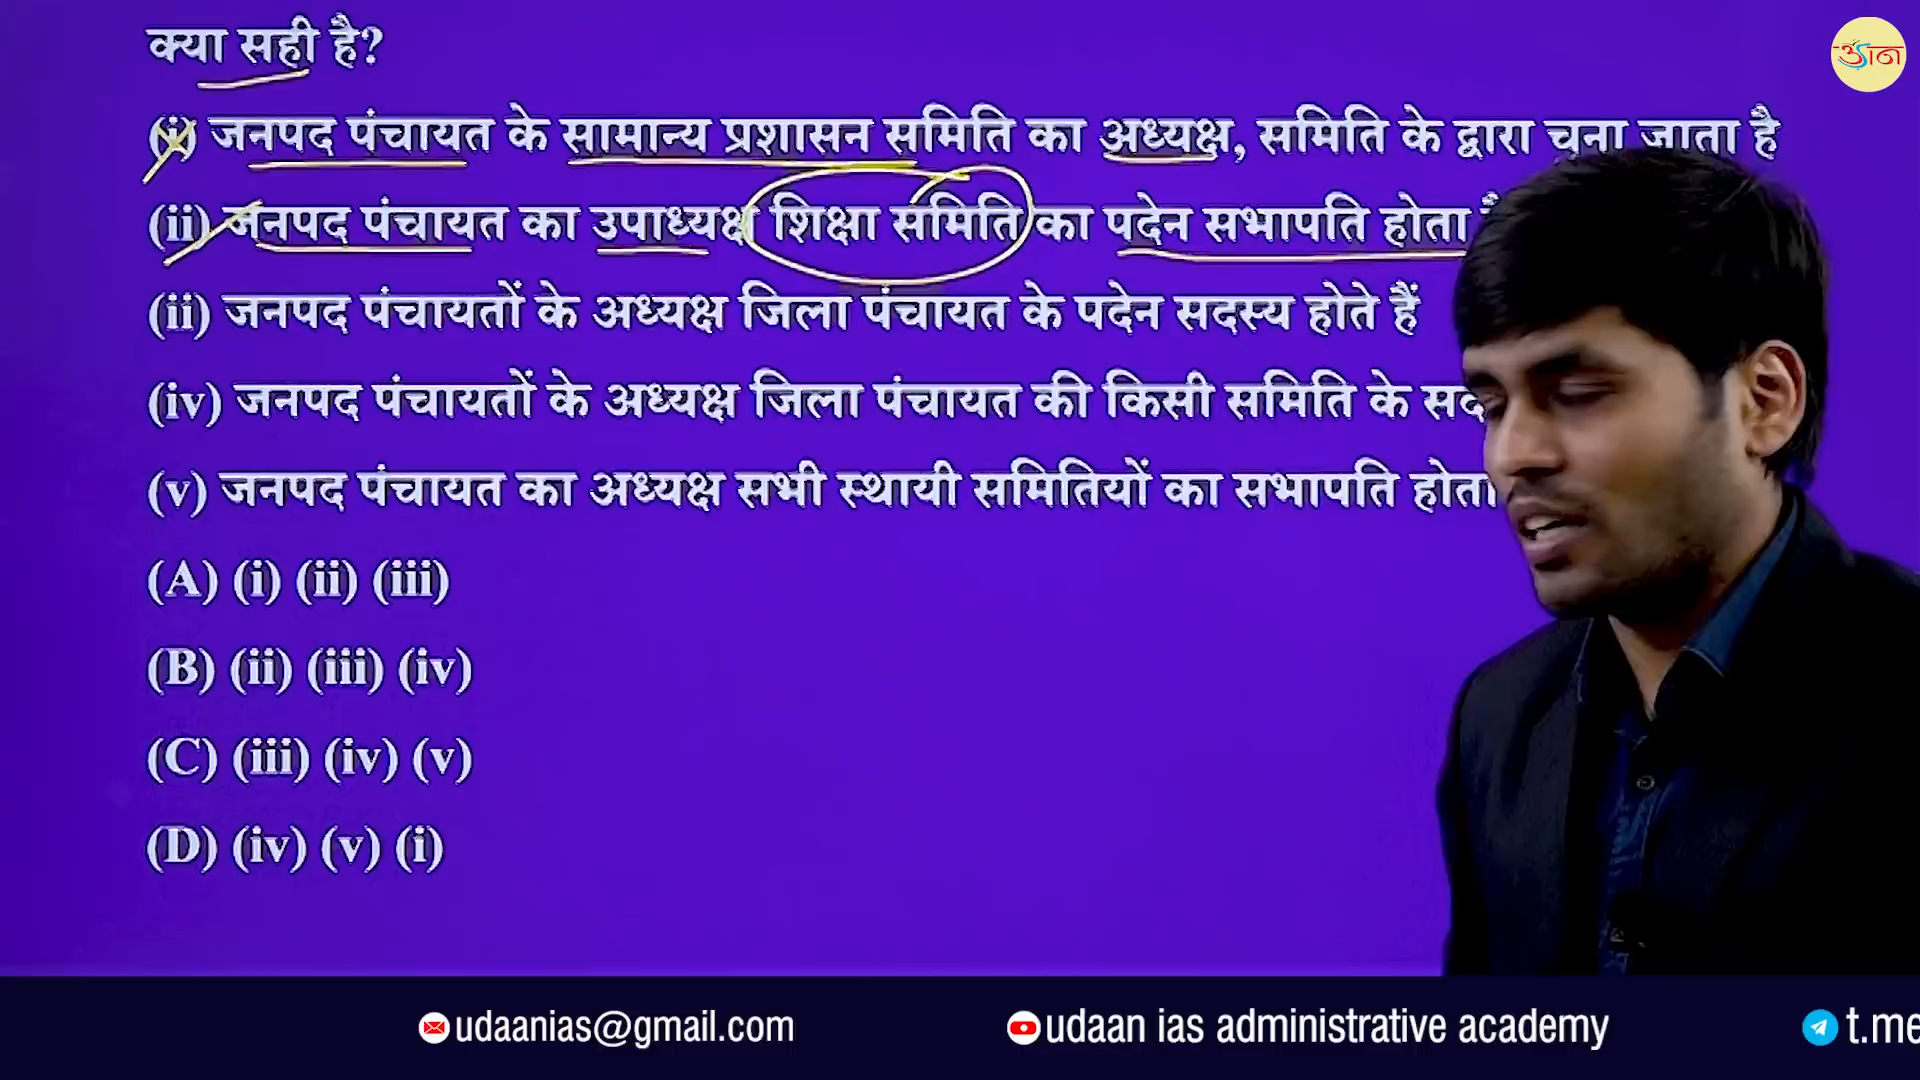 उड़ान
क्या सही है?
(i) जनपद पंचायत के सामान्य प्रशासन समिति का अध्यक्ष, समिति के द्वारा चुना जाता है
(ii) जनपद पंचायत का उपाध्यक्ष शिक्षा समिति का पदेन सभापति होता
(ii) जनपद पंचायतों के अध्यक्ष जिला पंचायत के पदेन सदस्य होते हैं
(iv) जनपद पंचायतों के अध्यक्ष जिला पंचायत की किसी समिति के
(v) जनपद पंचायत का अध्यक्ष सभी स्थायी समितियों का सभापति होता
(A) (i) (ii) (iii)
(B) (ii) (iii) (iv)
(C) (iii) (iv) (v)
(D) (iv) (v) (i)
udaanias@gmail.com udaan ias administrative academy t.me